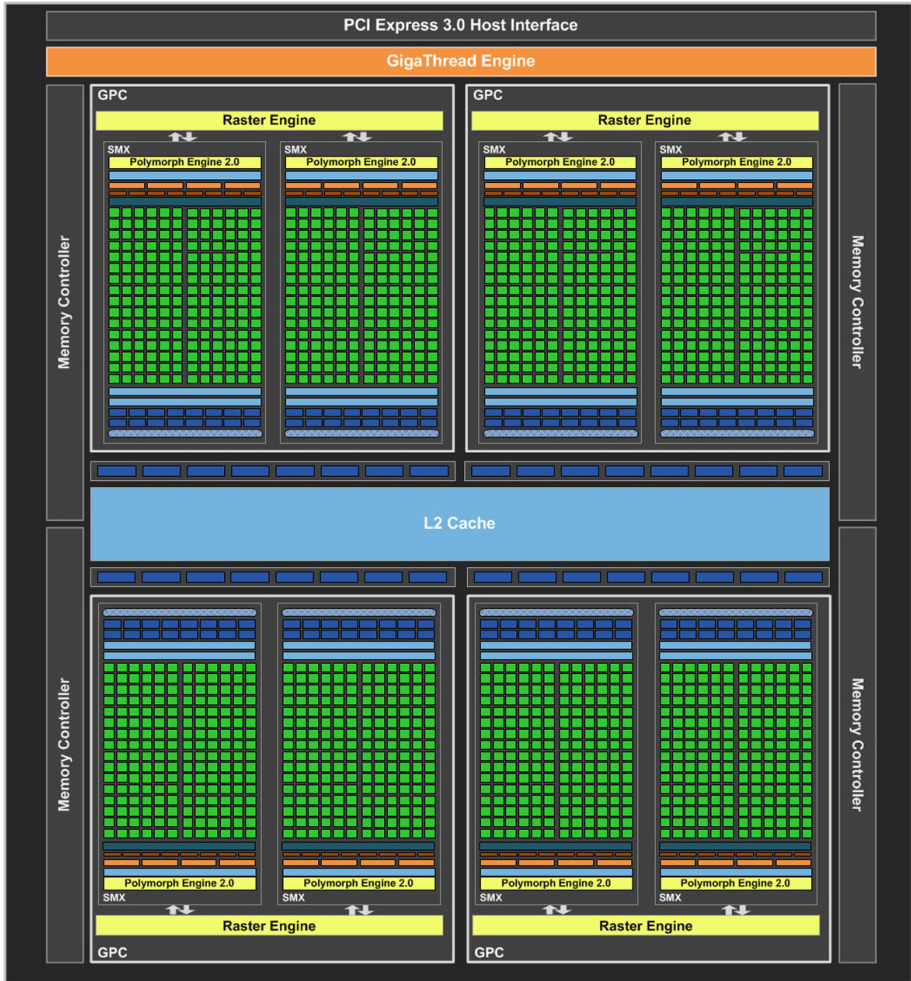 PCI Express 3.0 Host Interface
GigaThread Engine
GPC
GPC
Raster Engine
Raster Engine
SMX
SMX
SMX
SMX
Polymorph Engine 2.0
Polymorph Engine 2.0
Polymorph Engine 2.0
Polymorph Engine 2.0
Memory Controller
Memory Controller
L2 Cache
Memory Controller
Memory Controller
Polymorph Engine 2.0
Polymorph Engine 2.0
Polymorph Engine 2.0
Polymorph Engine 2.0
SMX
SMX
SMX
SMX
Raster Engine
Raster Engine
GPC
GPC